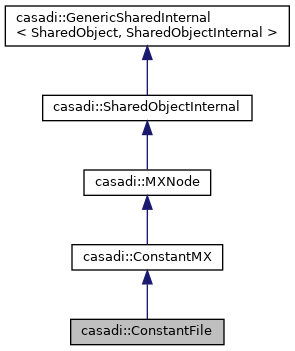 casadi::GenericSharedInternal
< SharedObject, SharedObjectInternal >
casadi::SharedObjectInternal
casadi::MXNode
casadi::ConstantMX
casadi::ConstantFile